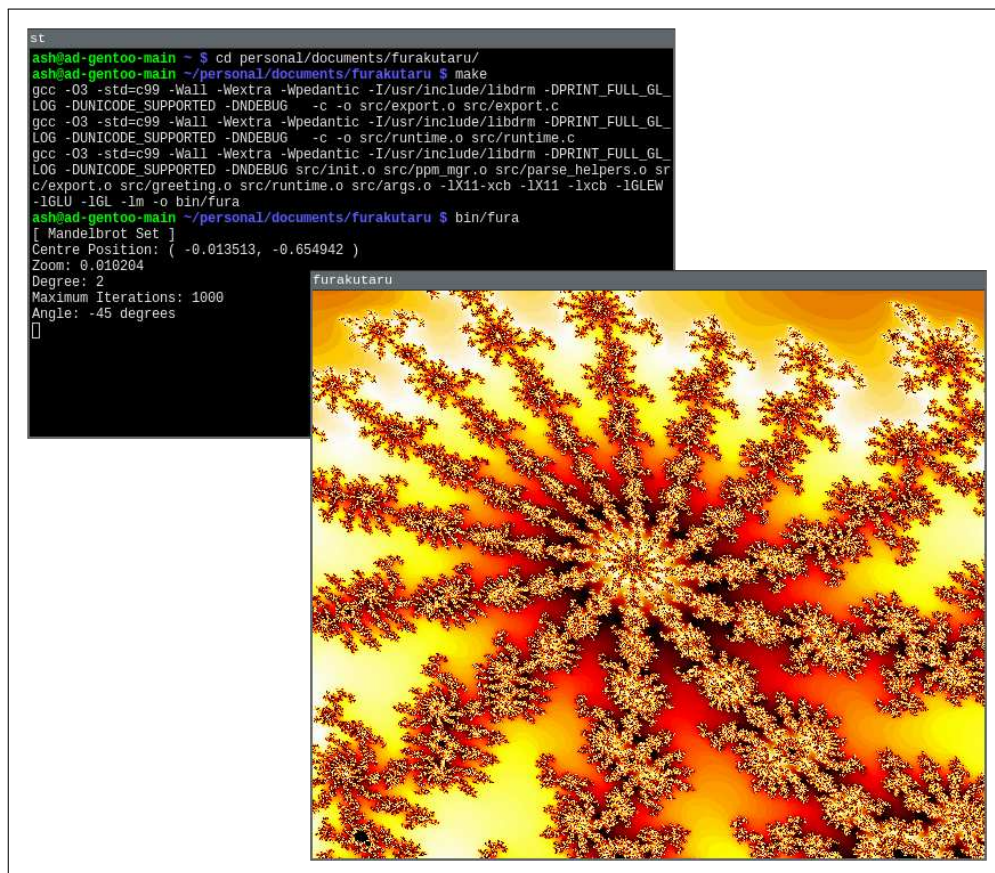 st
ash@ad-gentoo-main ~ $ cd personal/documents/furakutaru/
ash@ad-gentoo-main ~/personal/documents/furakutaru $ make
gcc -O3 -std=c99 -Wall -Wextra -Wpedantic -I/usr/include/libdrm -DPRINT_FULL_GL_
LOG -DUNICODE_SUPPORTED -DNDEBUG   -c -o src/export.o src/export.c
gcc -O3 -std=c99 -Wall -Wextra -Wpedantic -I/usr/include/libdrm -DPRINT_FULL_GL_
LOG -DUNICODE_SUPPORTED -DNDEBUG   -c -o src/runtime.o src/runtime.c
gcc -O3 -std=c99 -Wall -Wextra -Wpedantic -I/usr/include/libdrm -DPRINT_FULL_GL_
LOG -DUNICODE_SUPPORTED -DNDEBUG src/init.o src/ppm_mgr.o src/parse_helpers.o sr
c/export.o src/greeting.o src/runtime.o src/args.o -lX11-xcb -lX11 -lxcb -lGLEW
-lGLU -lGL -lm -o bin/fura
ash@ad-gentoo-main ~/personal/documents/furakutaru $ bin/fura
[ Mandelbrot Set ]
Centre Position: ( -0.013513, -0.654942 )
Zoom: 0.010204
Degree: 2
Maximum Iterations: 1000
Angle: -45 degrees
furakutaru